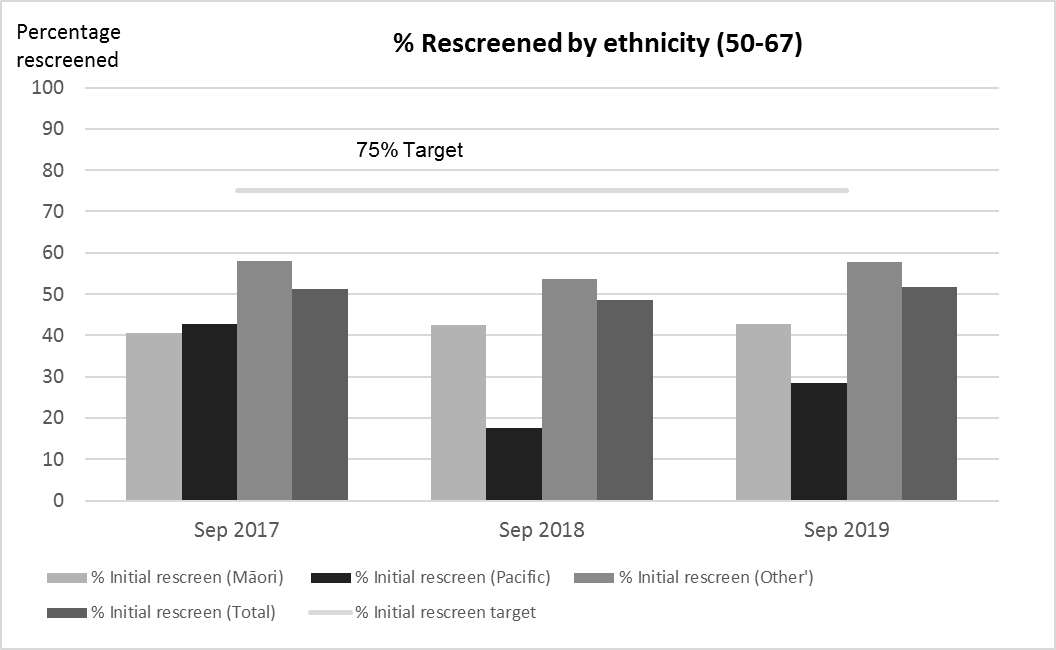 Percentage
rescreened
% Rescreened by ethnicity (50-67)
100
90
75% Target
80
70
60
50
40
30
20
10
0
Sep 2017
Sep 2018
Sep 2019
% Initial rescreen (Māori)
% Initial rescreen (Pacific)
% Initial rescreen (Other')
% Initial rescreen (Total)
% Initial rescreen target